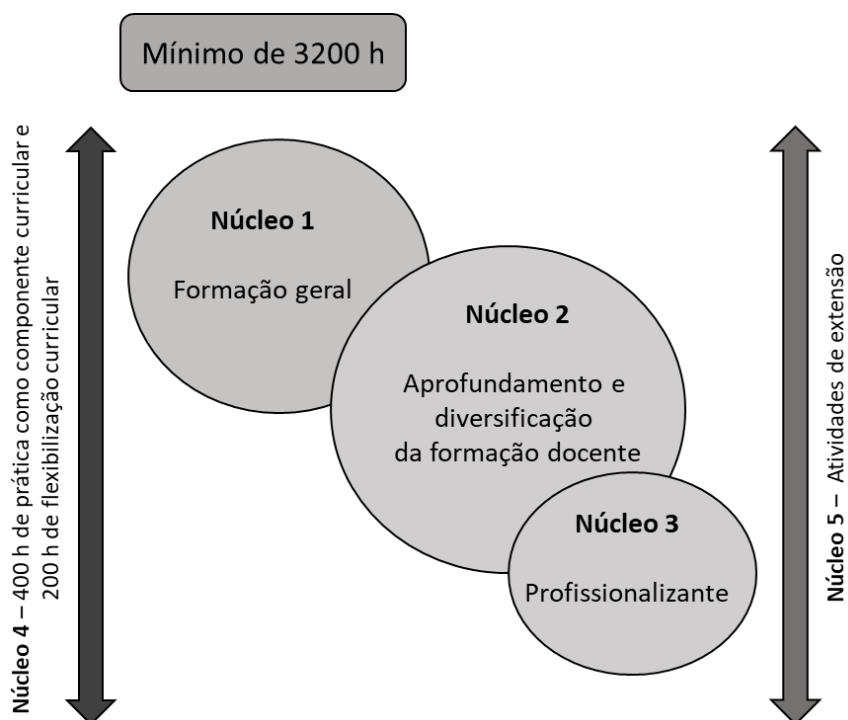 Mínimo de 3200 h
Núcleo 4 – 400 h de prática como componente curricular e
200 h de flexibilização curricular
Núcleo 1
Formação geral
Núcleo 2
Aprofundamento e
diversificação
da formação docente
Núcleo 3
Profissionalizante
Núcleo 5 – Atividades de extensão